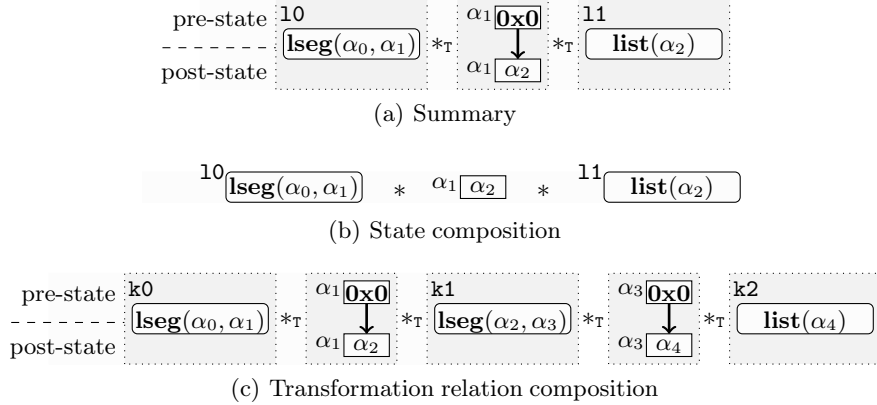 pre-state l0 lseg(α₀, α₁) *T α₁ 0x0 *T l1 list(α₂)
post-state α₁ α₂
(a) Summary
l0 lseg(α₀, α₁) * α₁ α₂ * l1 list(α₂)
(b) State composition
pre-state k0 lseg(α₀, α₁) *T α₁ 0x0 *T k1 lseg(α₂, α₃) *T α₃ 0x0 *T k2 list(α₄)
post-state α₁ α₂ α₃ α₄
(c) Transformation relation composition